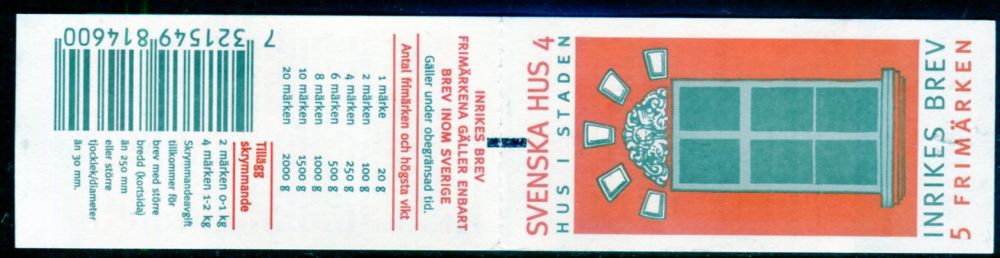 SVENSKA HUS 4
HUS I STADEN
INRIKES BREV
5 FRIMÄRKEN
INRIKES BREV
FRIMÄRKENA GÄLLER ENBART
BREV INOM SVERIGE
Gäller under obegränsad tid.
Antal frimärken och högsta vikt
1 märke 20 g
2 märken 100 g
4 märken 250 g
6 märken 500 g
8 märken 1000 g
10 märken 1500 g
20 märken 2000 g
Tillägg
skrymmande
2 märken 0-1 kg
4 märken 1-2 kg
Skrymmandeavgift
tillkommer för
brev med större
bredd (kortsida)
än 250 mm
eller större
tjocklek/diameter
än 30 mm.
7 321549 814600